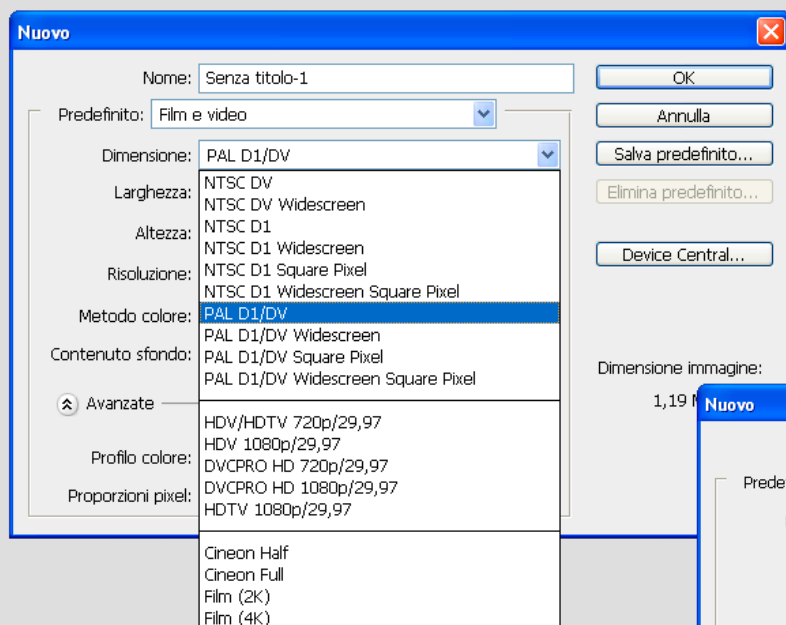 Nuovo
Nome: Senza titolo-1
OK
Predefinito: Film e video
Annulla
Dimensione: PAL D1/DV
Salva predefinito...
Larghezza:
Elimina predefinito...
Altezza:
Risoluzione:
Device Central...
Metodo colore:
Contenuto sfondo:
NTSC DV
NTSC DV Widescreen
NTSC D1
NTSC D1 Widescreen
NTSC D1 Square Pixel
NTSC D1 Widescreen Square Pixel
PAL D1/DV
PAL D1/DV Widescreen
PAL D1/DV Square Pixel
PAL D1/DV Widescreen Square Pixel
HDV/HDTV 720p/29,97
HDV 1080p/29,97
DVCPRO HD 720p/29,97
DVCPRO HD 1080p/29,97
HDTV 1080p/29,97
Cineon Half
Cineon Full
Film (2K)
Film (4K)
Dimensione immagine:
1,19
Avanzate
Profilo colore:
Proporzioni pixel:
Nuovo